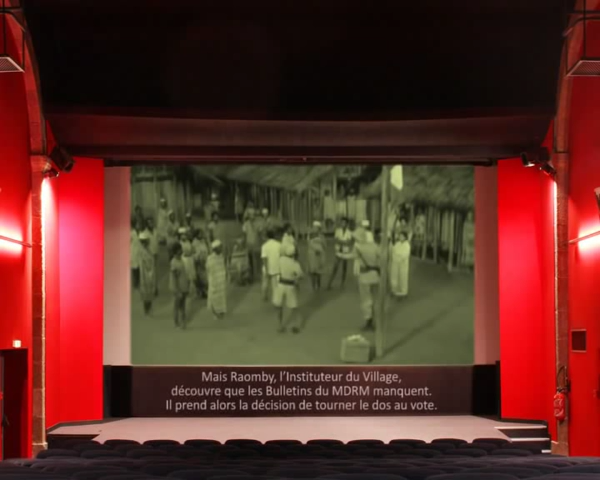 Mais Raomby, l'Instituteur du Village,
découvre que les Bulletins du MDRM manquent.
Il prend alors la décision de tourner le dos au vote.